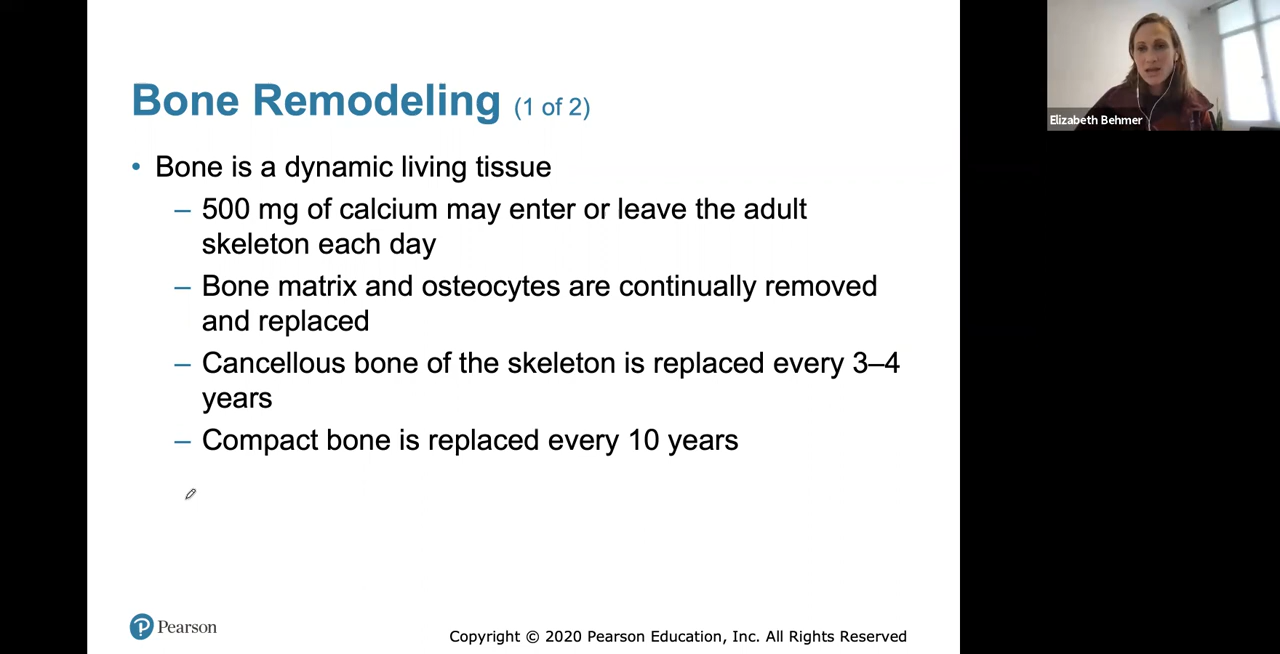 Bone Remodeling (1 of 2)
• Bone is a dynamic living tissue
– 500 mg of calcium may enter or leave the adult
skeleton each day
– Bone matrix and osteocytes are continually removed
and replaced
– Cancellous bone of the skeleton is replaced every 3–4
years
– Compact bone is replaced every 10 years
Pearson
Copyright © 2020 Pearson Education, Inc. All Rights Reserved
Elizabeth Behmer